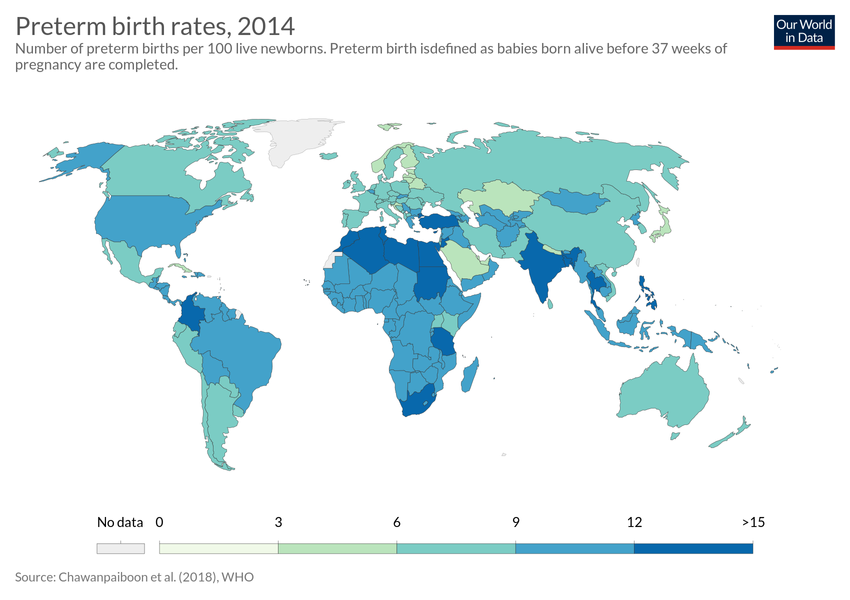 Preterm birth rates, 2014
Number of preterm births per 100 live newborns. Preterm birth isdefined as babies born alive before 37 weeks of
pregnancy are completed.
Our World
in Data
No data 0 3 6 9 12 >15
Source: Chawanpaiboon et al. (2018), WHO